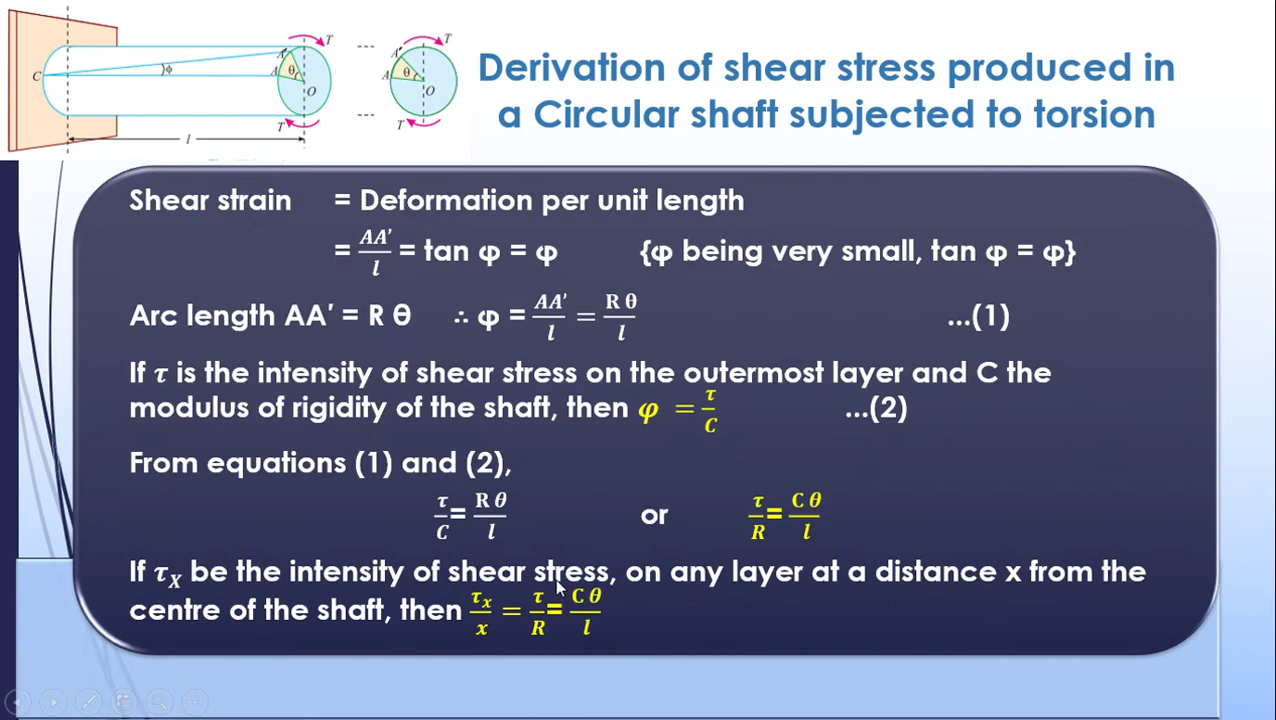 Derivation of shear stress produced in
a Circular shaft subjected to torsion
C
}φ
A'
A
θ
O
T
T
l
A'
A
θ
O
T
T
Shear strain = Deformation per unit length
= AA'/l = tan φ = φ {φ being very small, tan φ = φ}
Arc length AA' = R θ ∴ φ = AA'/l = R θ/l ...(1)
If τ is the intensity of shear stress on the outermost layer and C the
modulus of rigidity of the shaft, then φ = τ/C ...(2)
From equations (1) and (2),
τ/C = R θ/l or τ/R = C θ/l
If τX be the intensity of shear stress, on any layer at a distance x from the
centre of the shaft, then τx/x = τ/R = C θ/l